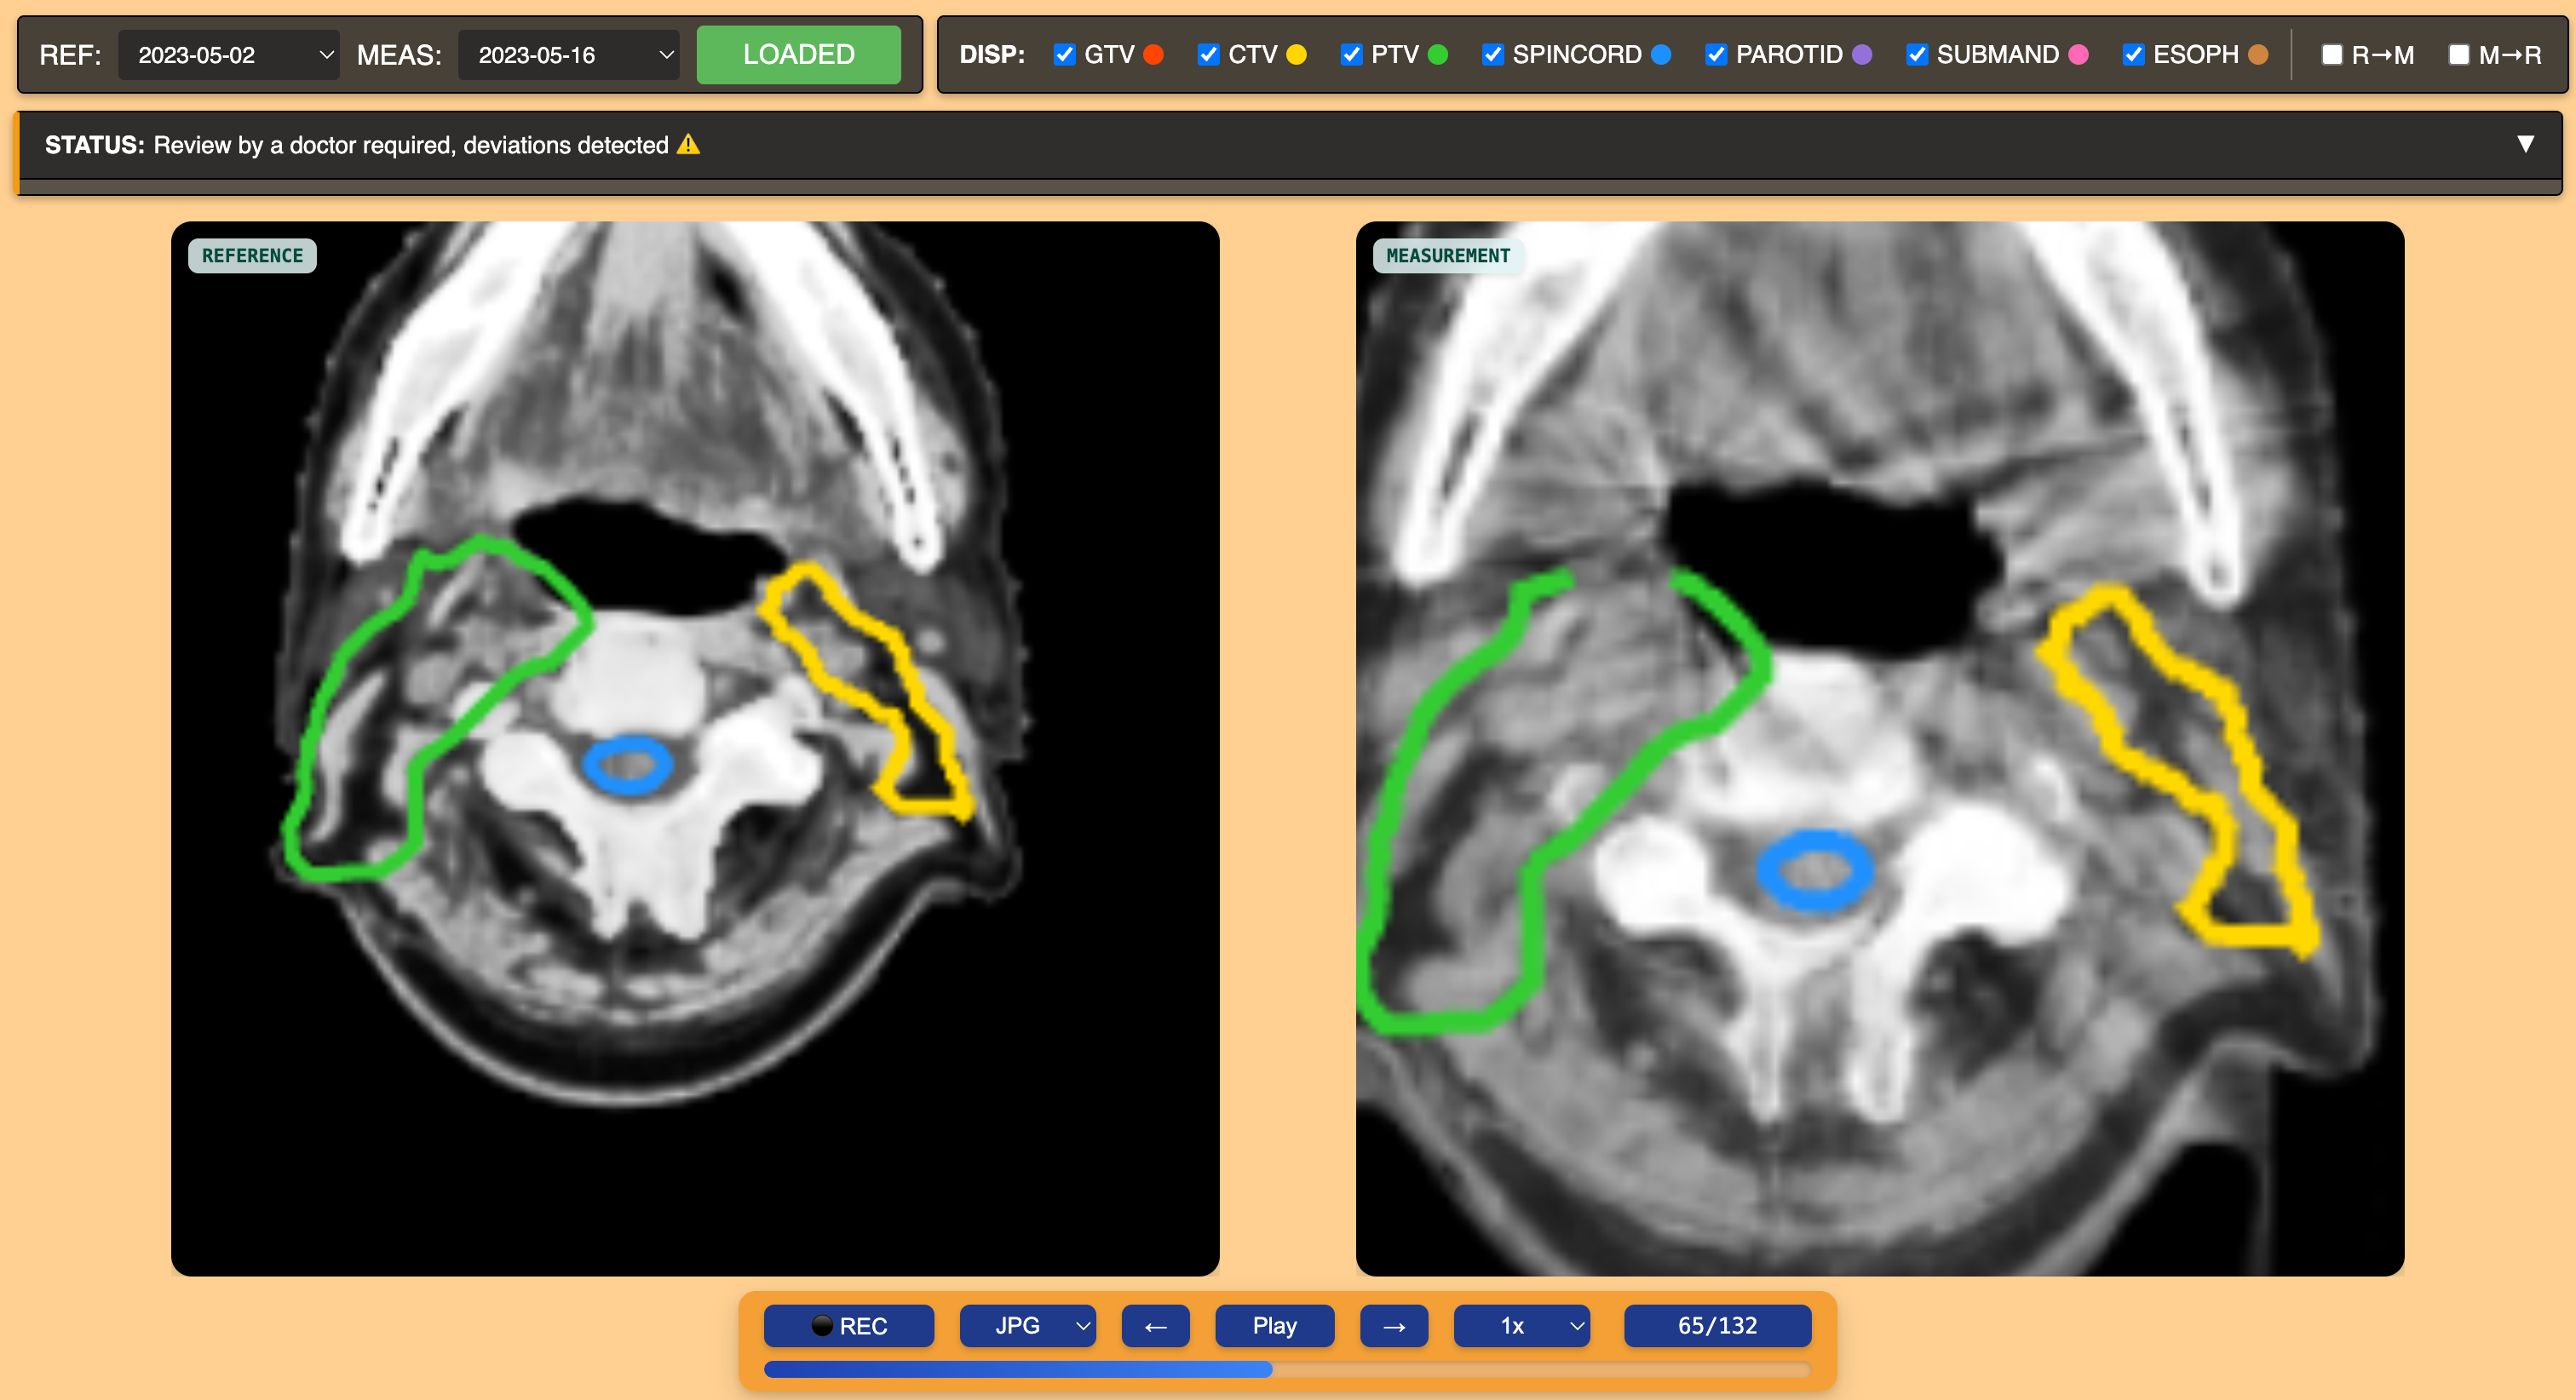 REF: 2023-05-02 MEAS: 2023-05-16 LOADED DISP: GTV CTV PTV SPINCORD PAROTID SUBMAND ESOPH R→M M→R
STATUS: Review by a doctor required, deviations detected ⚠️
REFERENCE
MEASUREMENT
REC JPG ← Play → 1x 65/132